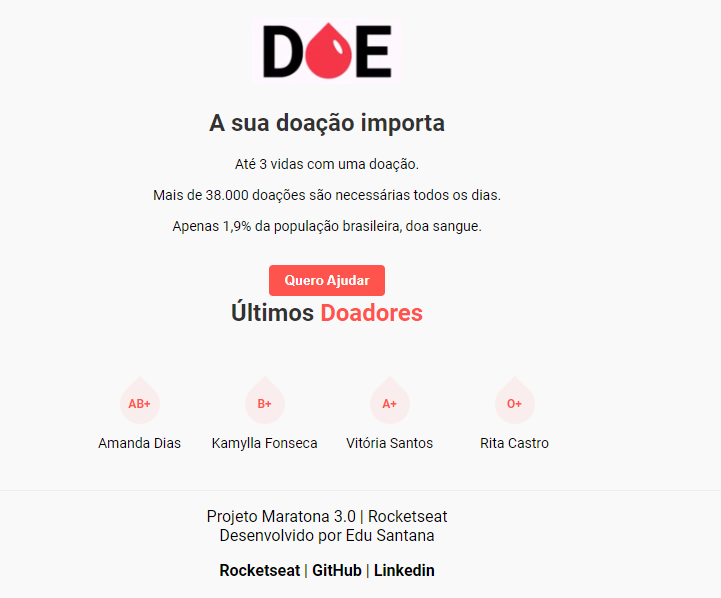 DOE
A sua doação importa
Até 3 vidas com uma doação.
Mais de 38.000 doações são necessárias todos os dias.
Apenas 1,9% da população brasileira, doa sangue.
Quero Ajudar
Últimos Doadores
AB+ B+ A+ O+
Amanda Dias Kamylla Fonseca Vitória Santos Rita Castro
Projeto Maratona 3.0 | Rocketseat
Desenvolvido por Edu Santana
Rocketseat | GitHub | Linkedin